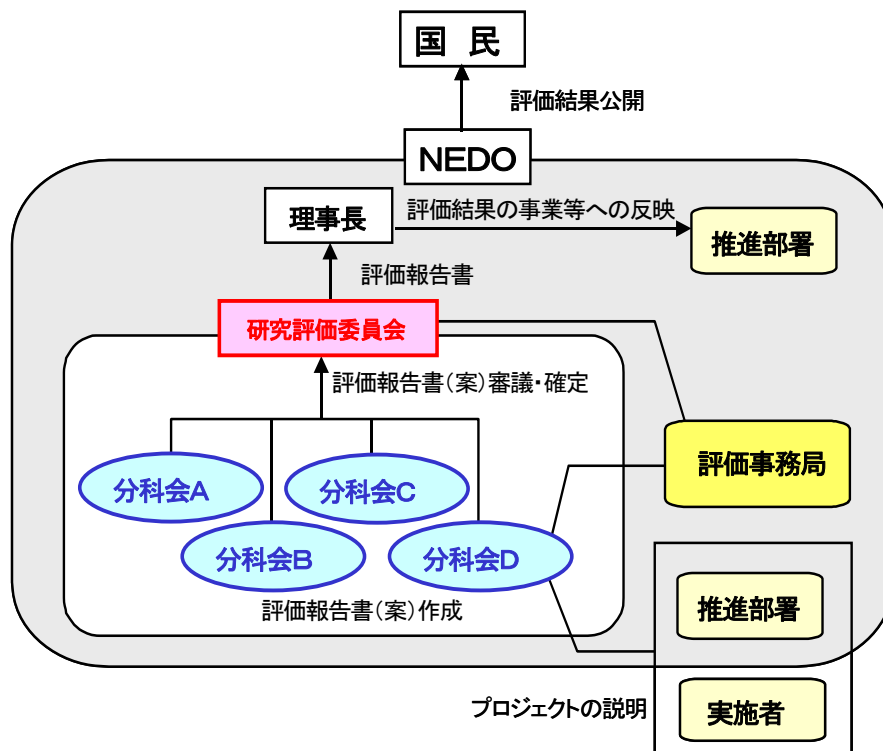 国 民
評価結果公開
NEDO
理事長
評価結果の事業等への反映
推進部署
評価報告書
研究評価委員会
評価報告書(案)審議・確定
評価事務局
分科会A
分科会C
分科会B
分科会D
評価報告書(案)作成
推進部署
プロジェクトの説明
実施者